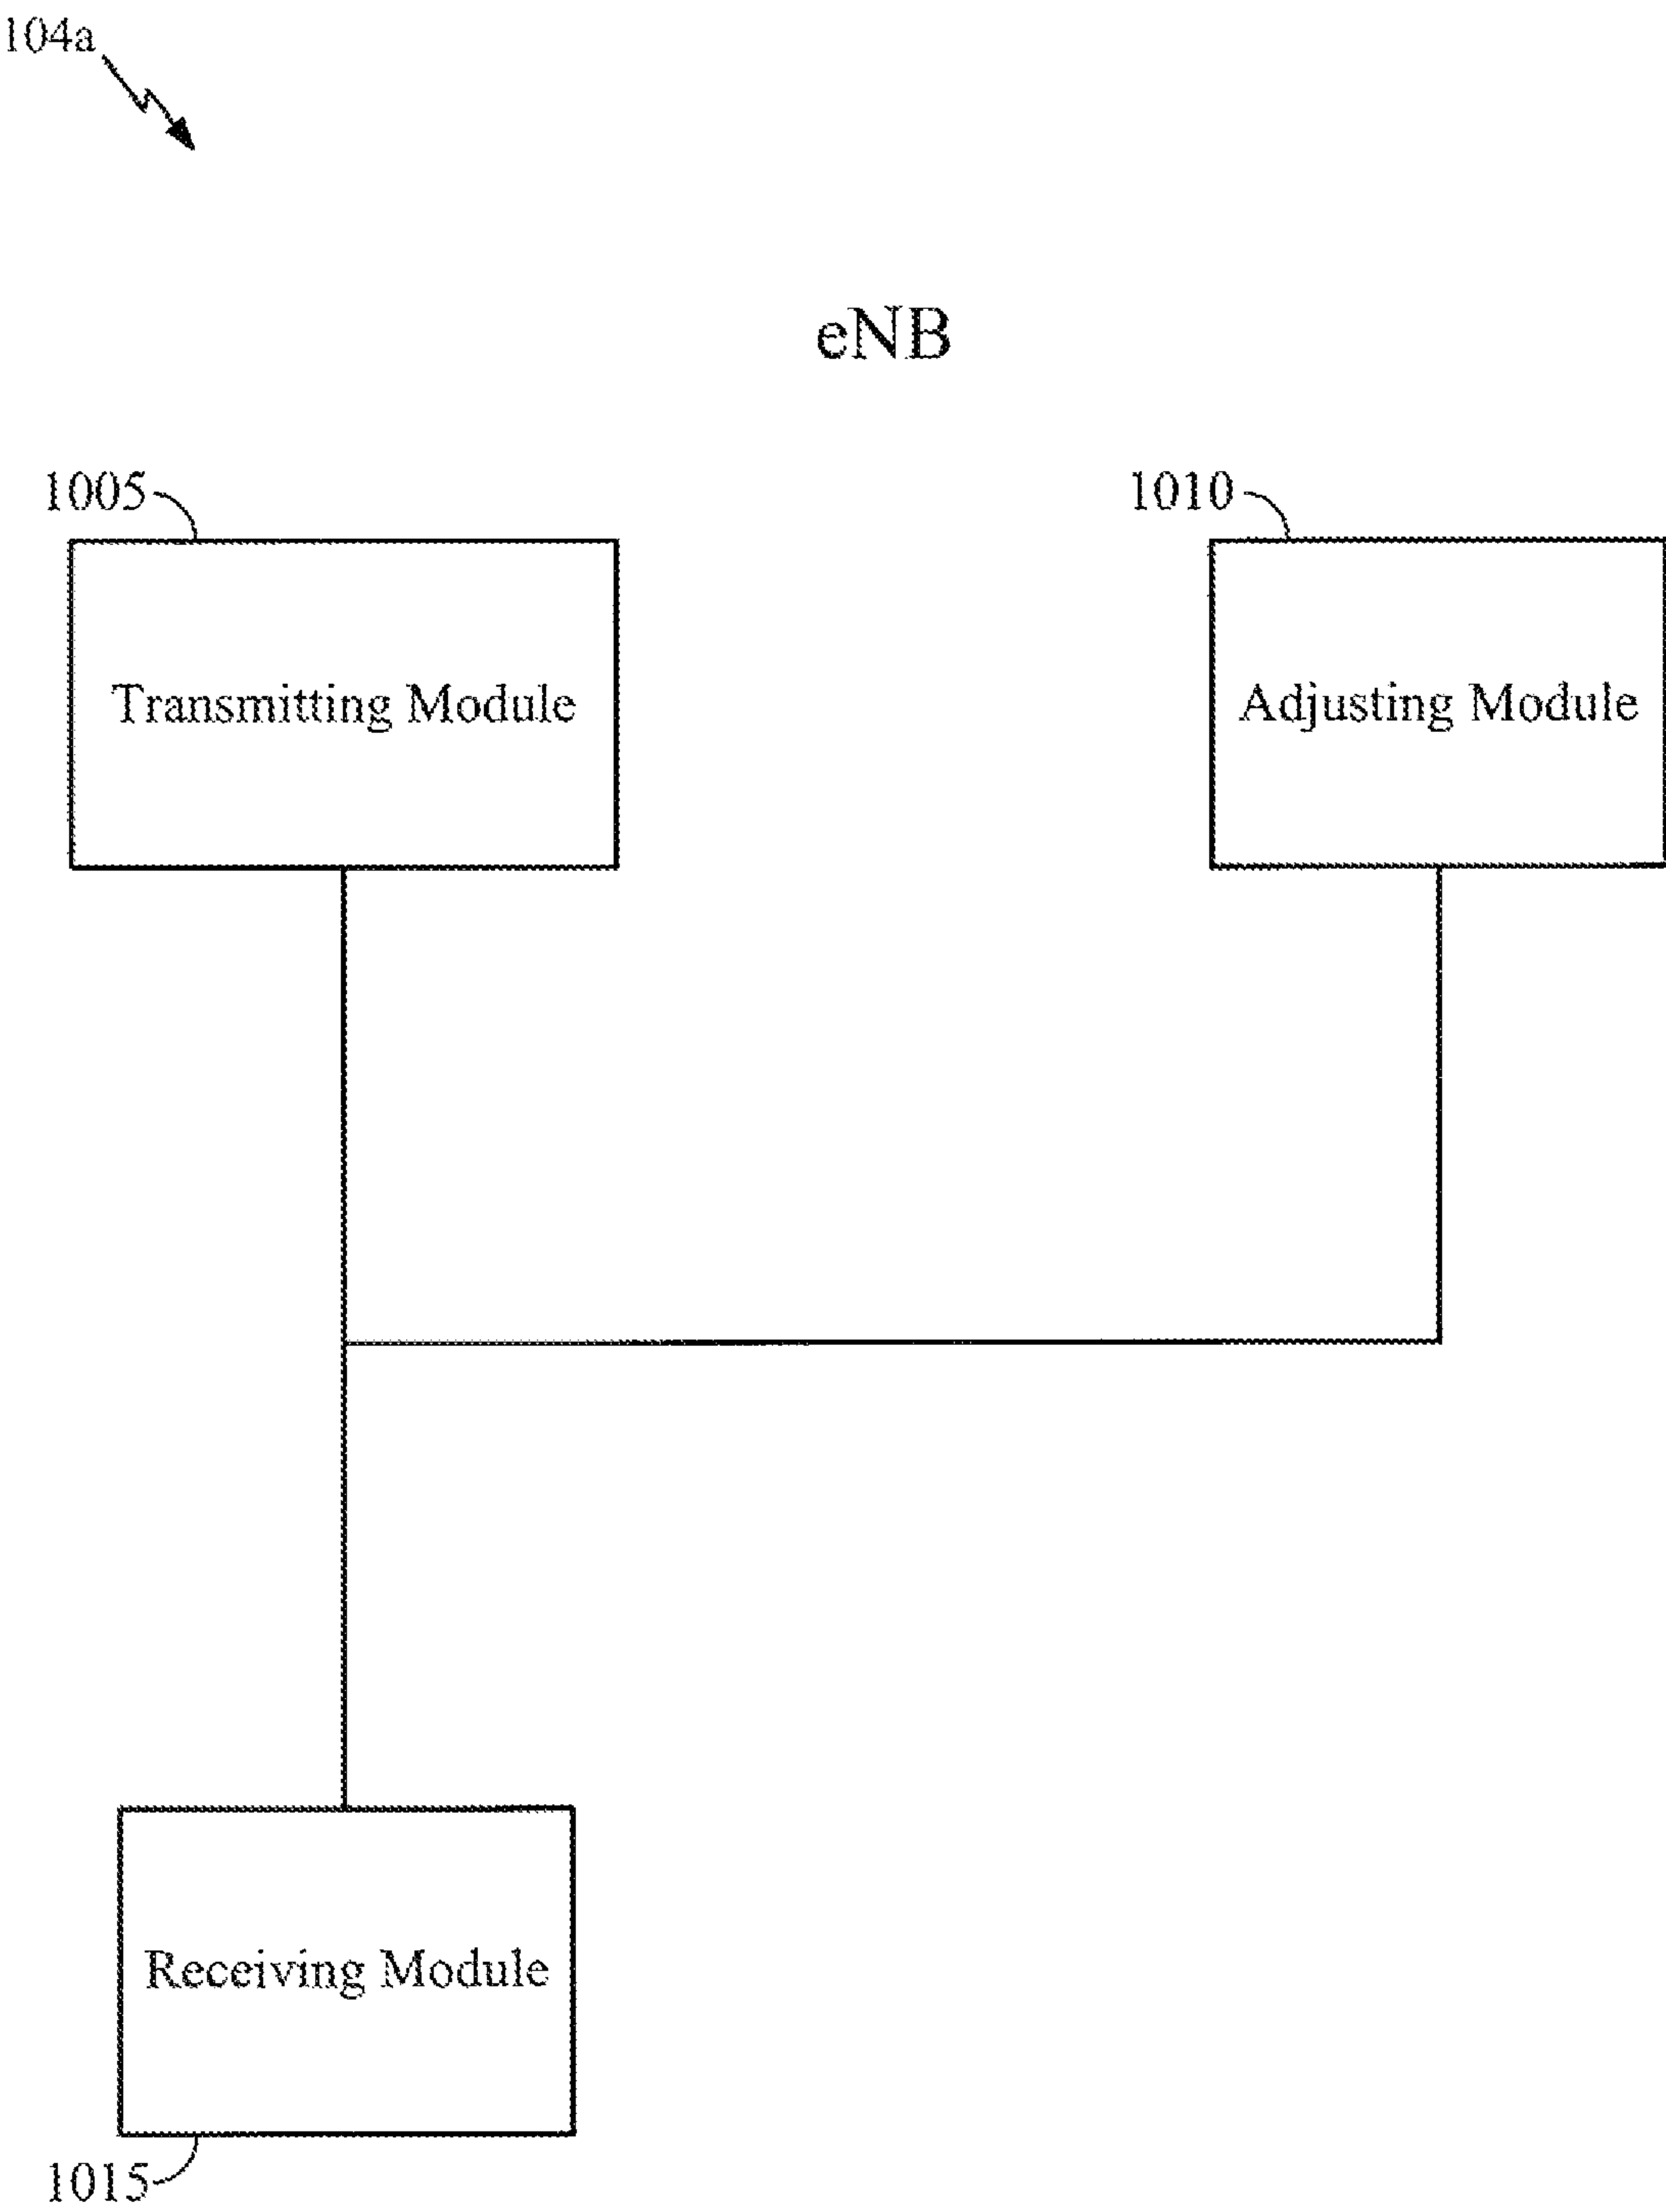 104a
eNB
1005
1010
Transmitting Module
Adjusting Module
Receiving Module
1015